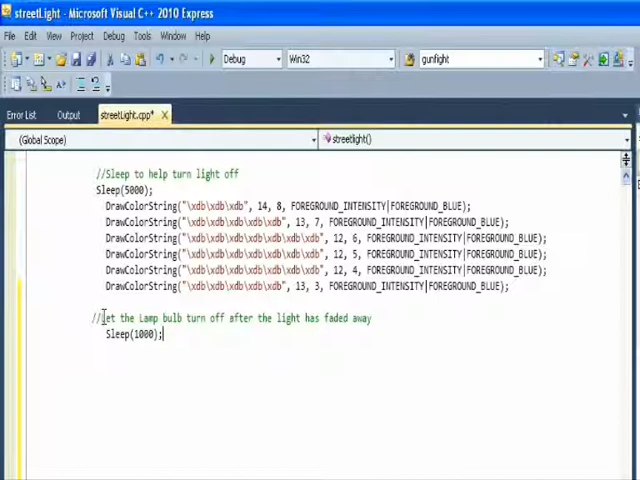 streetLight - Microsoft Visual C++ 2010 Express
File Edit View Project Debug Tools Window Help
Debug Win32 gunfight
Error List Output streetLight.cpp* X
(Global Scope) streetlight()
//Sleep to help turn light off
Sleep(5000);
DrawColorString("\xdb\xdb\xdb", 14, 8, FOREGROUND_INTENSITY|FOREGROUND_BLUE);
DrawColorString("\xdb\xdb\xdb\xdb\xdb", 13, 7, FOREGROUND_INTENSITY|FOREGROUND_BLUE);
DrawColorString("\xdb\xdb\xdb\xdb\xdb\xdb\xdb", 12, 6, FOREGROUND_INTENSITY|FOREGROUND_BLUE);
DrawColorString("\xdb\xdb\xdb\xdb\xdb\xdb\xdb", 12, 5, FOREGROUND_INTENSITY|FOREGROUND_BLUE);
DrawColorString("\xdb\xdb\xdb\xdb\xdb\xdb\xdb", 12, 4, FOREGROUND_INTENSITY|FOREGROUND_BLUE);
DrawColorString("\xdb\xdb\xdb\xdb\xdb", 13, 3, FOREGROUND_INTENSITY|FOREGROUND_BLUE);
//Let the Lamp bulb turn off after the light has faded away
Sleep(1000);